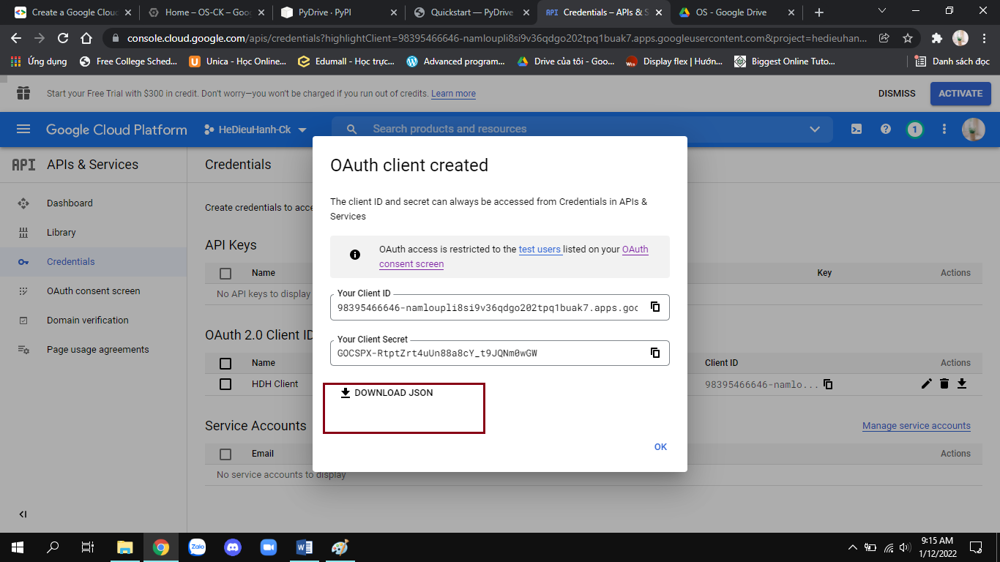 Create a Google Cloud
Home – OS-CK – Goo
PyDrive · PyPI
Quickstart — PyDrive
API Credentials – APIs & S
OS - Google Drive
console.cloud.google.com/apis/credentials?highlightClient=98395466646-namloupli8si9v36qdgo202tpq1buak7.apps.googleusercontent.com&project=hedieuhan...
Ứng dụng
Free College Sched...
Unica - Học Online...
Edumall - Học trực...
Advanced program...
Drive của tôi - Goo...
Display flex | Hướn...
Biggest Online Tuto...
Danh sách đọc
Start your Free Trial with $300 in credit. Don't worry—you won't be charged if you run out of credits. Learn more
DISMISS
ACTIVATE
Google Cloud Platform
HeDieuHanh-Ck
Search products and resources
1
API APIs & Services
Dashboard
Library
Credentials
OAuth consent screen
Domain verification
Page usage agreements
Credentials
Create credentials to acce
API Keys
Name
Key
Actions
No API keys to display
OAuth 2.0 Client ID
Name
Client ID
Actions
HDH Client
98395466646-namlo...
Service Accounts
Manage service accounts
Email
Actions
No service accounts to display
OAuth client created
The client ID and secret can always be accessed from Credentials in APIs &
Services
OAuth access is restricted to the test users listed on your OAuth
consent screen
Your Client ID
98395466646-namloupli8si9v36qdgo202tpq1buak7.apps.goo
Your Client Secret
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
DOWNLOAD JSON
OK
Zalo
9:15 AM
1/12/2022